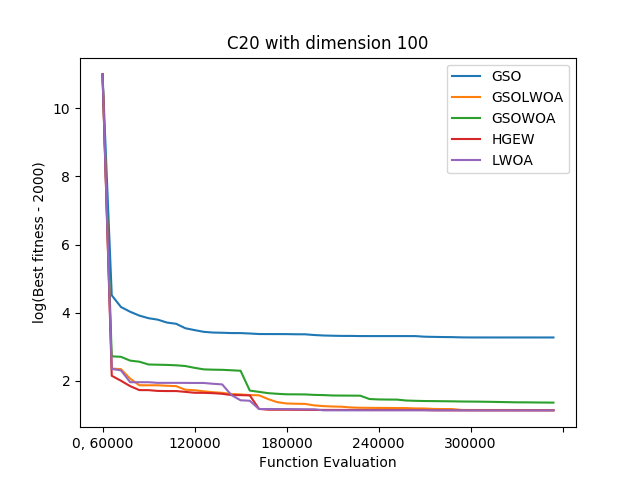 C20 with dimension 100
log(Best fitness - 2000)
10
8
6
4
2
GSO
GSOLWOA
GSOWOA
HGEW
LWOA
0, 60000
120000
180000
240000
300000
Function Evaluation